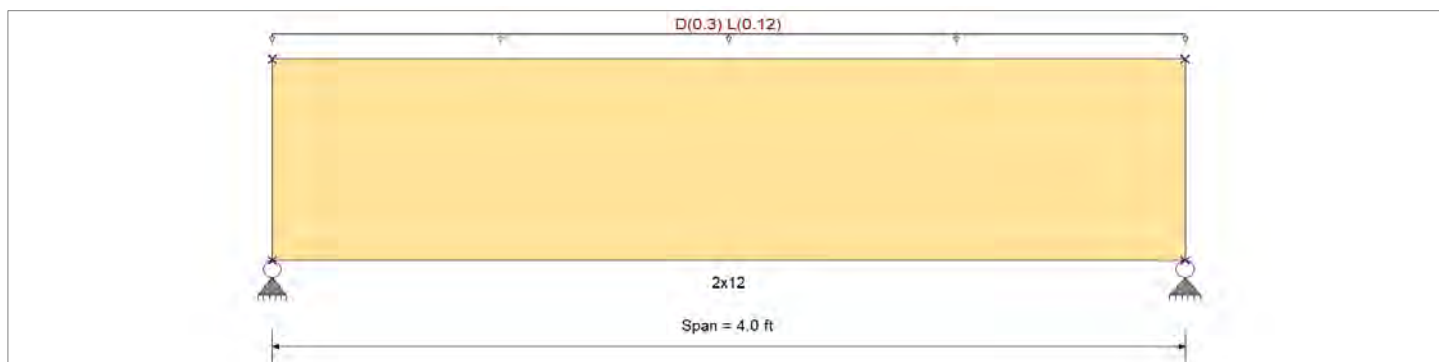 D(0.3) L(0.12)
2x12
Span = 4.0 ft